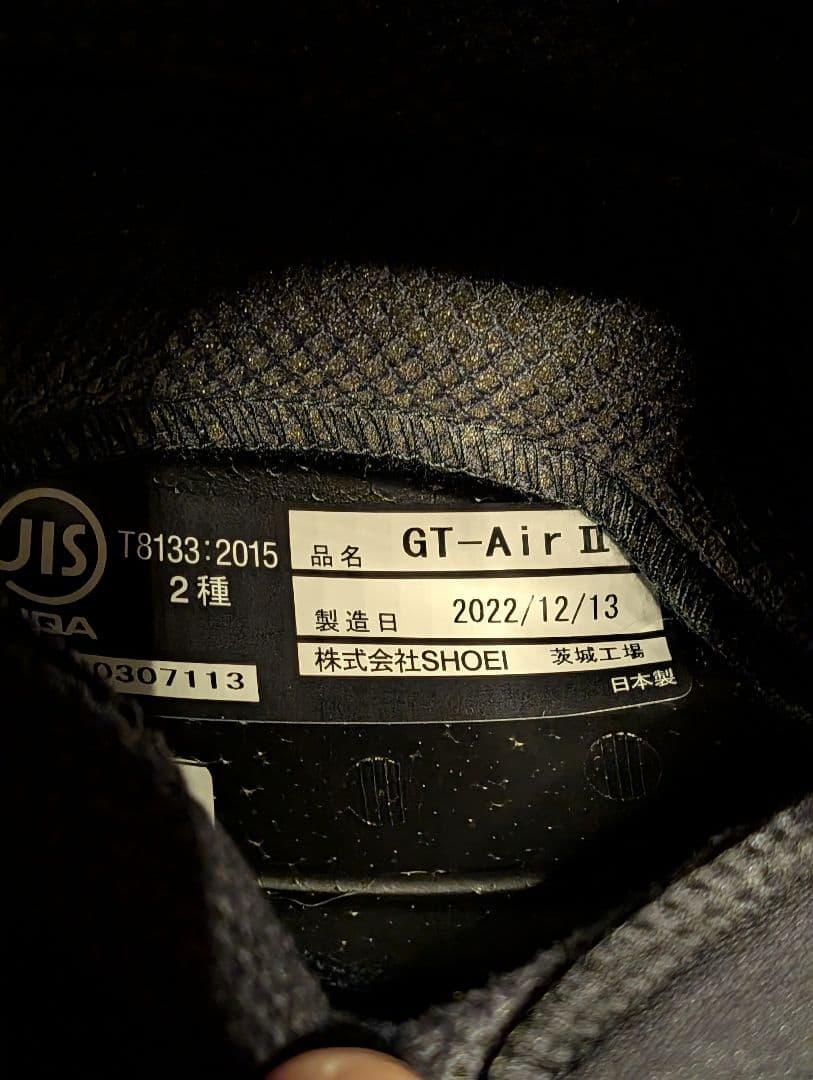 JIS
T8133:2015
2種
JQA
0307113
品名 GT-Air II
製造日 2022/12/13
株式会社SHOEI 茨城工場
日本製